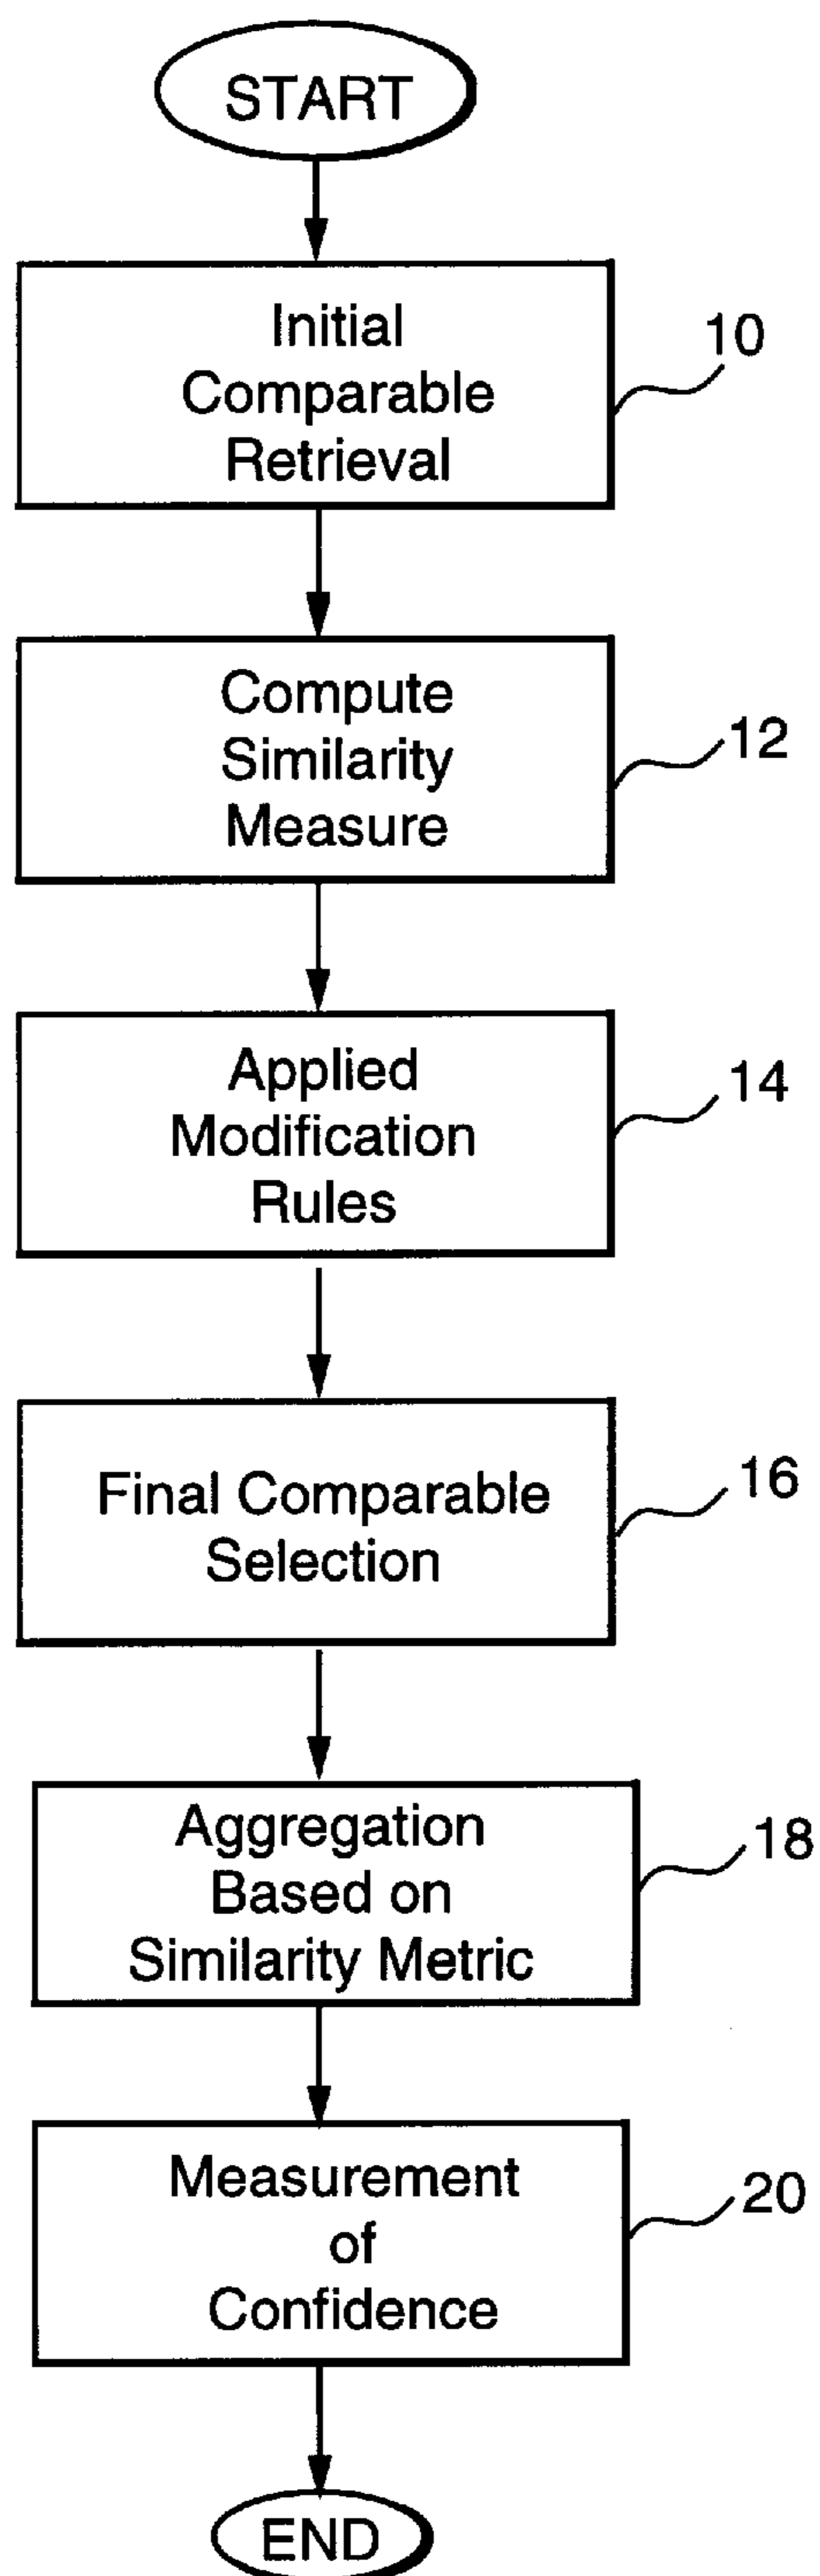 START
Initial
Comparable
Retrieval
10
Compute
Similarity
Measure
12
Applied
Modification
Rules
14
Final Comparable
Selection
16
Aggregation
Based on
Similarity Metric
18
Measurement
of
Confidence
20
END